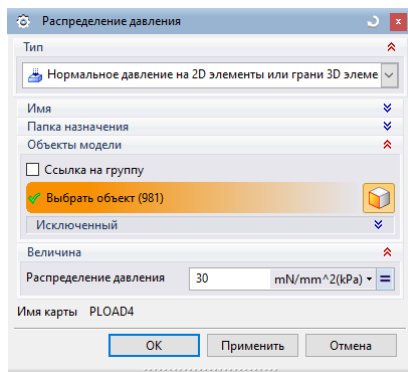 Распределение давления
Тип
Нормальное давление на 2D элементы или грани 3D элеме
Имя
Папка назначения
Объекты модели
Ссылка на группу
Выбрать объект (981)
Исключенный
Величина
Распределение давления 30 mN/mm^2(kPa) =
Имя карты PLOAD4
ОК Применить Отмена